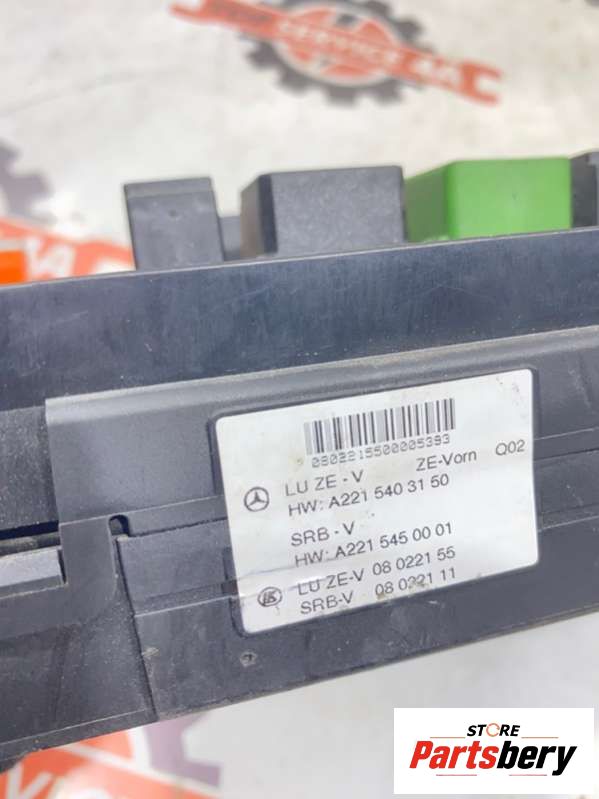 SERVICE
0802215500005393
LU ZE - V ZE-Vorn Q02
HW: A221 540 31 50
SRB - V
HW: A221 545 00 01
LU ZE-V 08 0221 55
SRB-V 08 0221 11
STORE
Partsbery